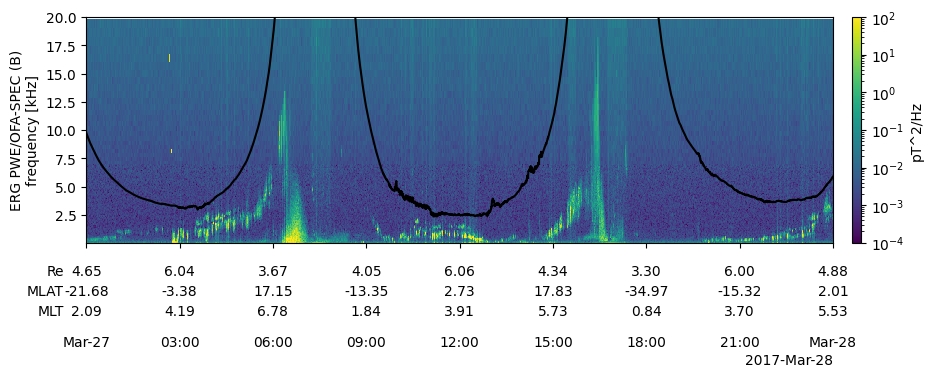 20.0
17.5
15.0
12.5
10.0
7.5
5.0
2.5
ERG PWE/OFA-SPEC (B)
frequency [kHz]
10^2
10^1
10^0
10^-1
10^-2
10^-3
10^-4
pT^2/Hz
Re 4.65 6.04 3.67 4.05 6.06 4.34 3.30 6.00 4.88
MLAT -21.68 -3.38 17.15 -13.35 2.73 17.83 -34.97 -15.32 2.01
MLT 2.09 4.19 6.78 1.84 3.91 5.73 0.84 3.70 5.53
Mar-27 03:00 06:00 09:00 12:00 15:00 18:00 21:00 Mar-28
2017-Mar-28